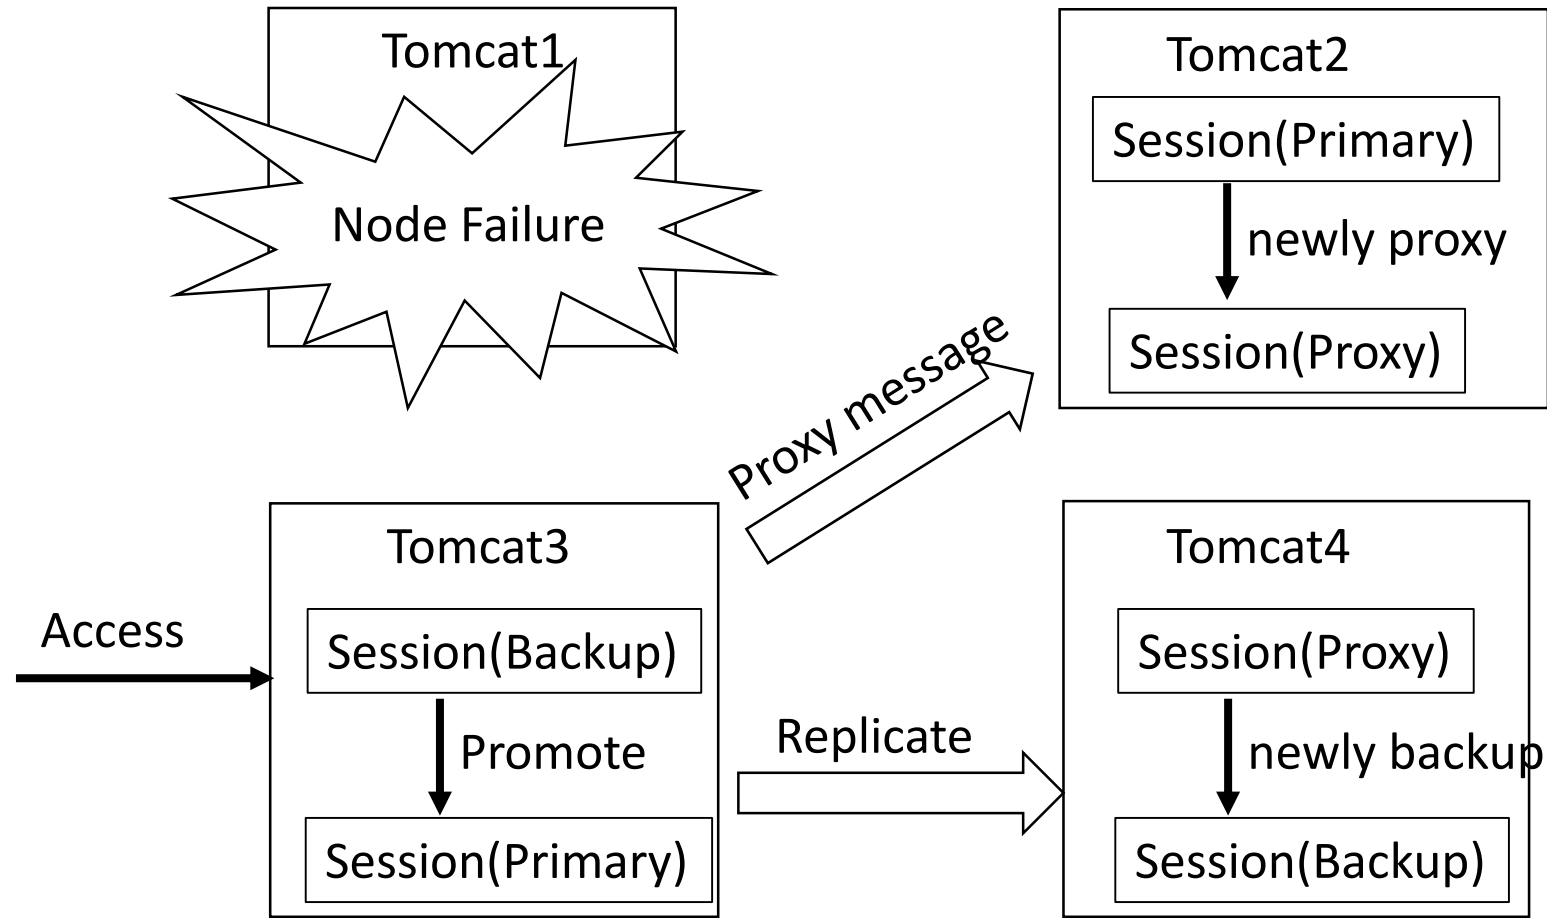 Tomcat1
Node Failure
Tomcat2
Session(Primary)
newly proxy
Session(Proxy)
Proxy message
Access
Tomcat3
Session(Backup)
Promote
Session(Primary)
Replicate
Tomcat4
Session(Proxy)
newly backup
Session(Backup)